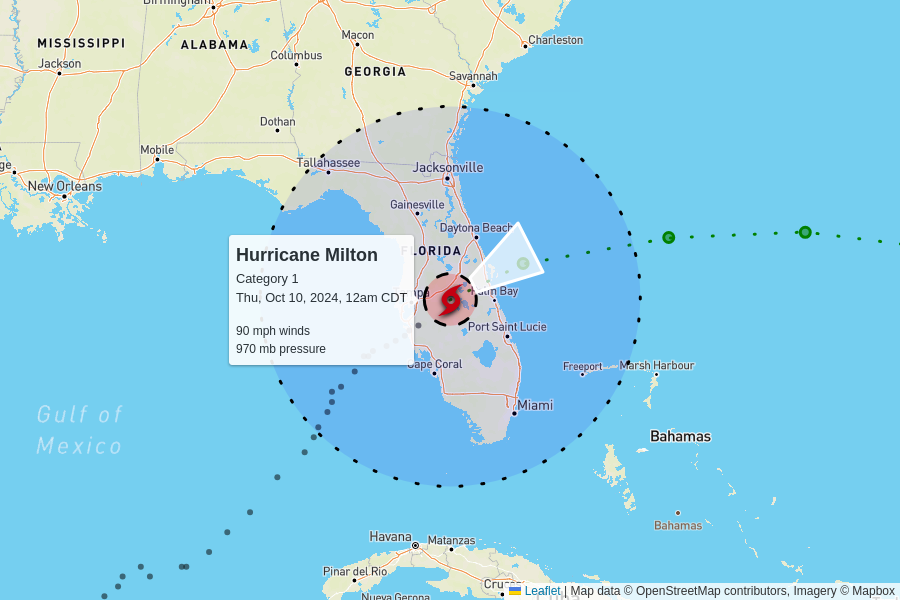 Birmingham
MISSISSIPPI
ALABAMA
Macon
Charleston
Jackson
Columbus
GEORGIA
Savannah
Dothan
Mobile
Tallahassee
Jacksonville
New Orleans
Gainesville
Daytona Beach
FLORIDA
Hurricane Milton
Category 1
Thu, Oct 10, 2024, 12am CDT
90 mph winds
970 mb pressure
Palm Bay
Port Saint Lucie
Cape Coral
Freeport
Marsh Harbour
Miami
Gulf of
Mexico
Bahamas
Bahamas
Havana
Matanzas
Pinar del Río
Nueva Gerona
Leaflet | Map data © OpenStreetMap contributors, Imagery © Mapbox